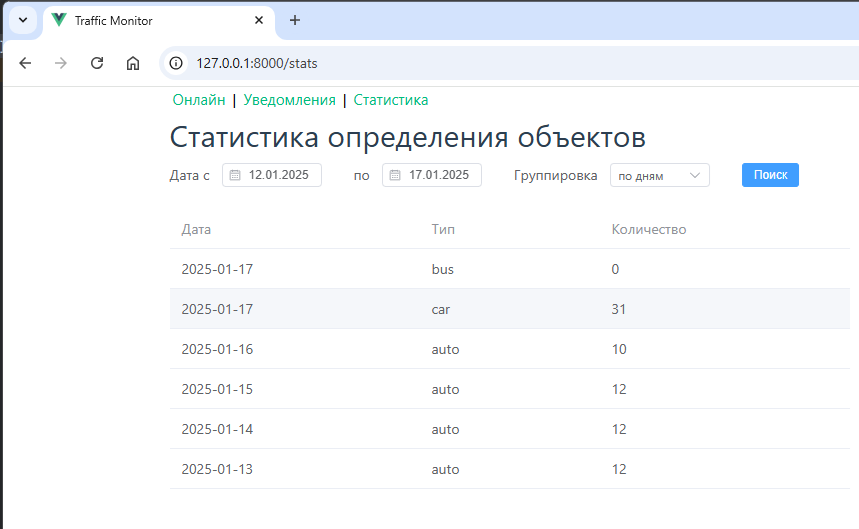 Traffic Monitor
127.0.0.1:8000/stats
Онлайн | Уведомления | Статистика
Статистика определения объектов
Дата с 12.01.2025 по 17.01.2025 Группировка по дням Поиск
Дата Тип Количество
2025-01-17 bus 0
2025-01-17 car 31
2025-01-16 auto 10
2025-01-15 auto 12
2025-01-14 auto 12
2025-01-13 auto 12